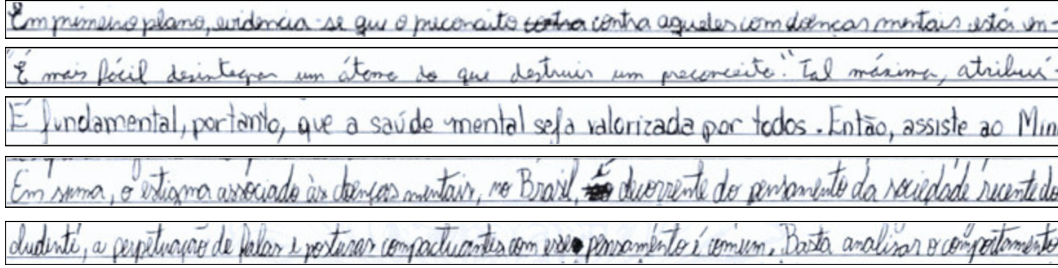 Em primeiro plano, evidencia-se que o preconceito contra aqueles com doenças mentais está en-
"É mais fácil desintegrar um átomo do que destruir um preconceito." Tal máxima, atribuí-
É fundamental, portanto, que a saúde mental seja valorizada por todos. Então, assiste ao Min
Em suma, o estigma associado às doenças mentais, no Brasil, é decorrente do pensamento da sociedade recente do
dudente, a perpetuação de falas e posturas compactuantes com esse pensamento é comum. Basta analisar o comportamento